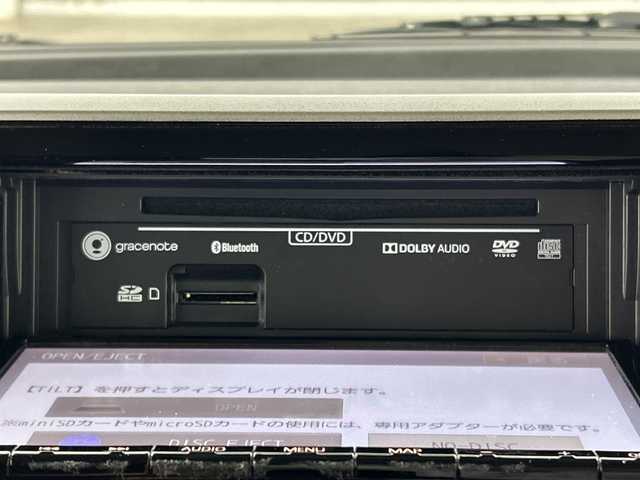 CD/DVD
gracenote Bluetooth DOLBY AUDIO DVD VIDEO
SD HC
OPEN/EJECT 戻る
【TILT】を押すとディスプレイが閉じます。
OPEN
※miniSDカードやmicroSDカードの使用には、専用アダプターが必要です。
DISC EJECT NO-DISC
AUDIO MENU MAP